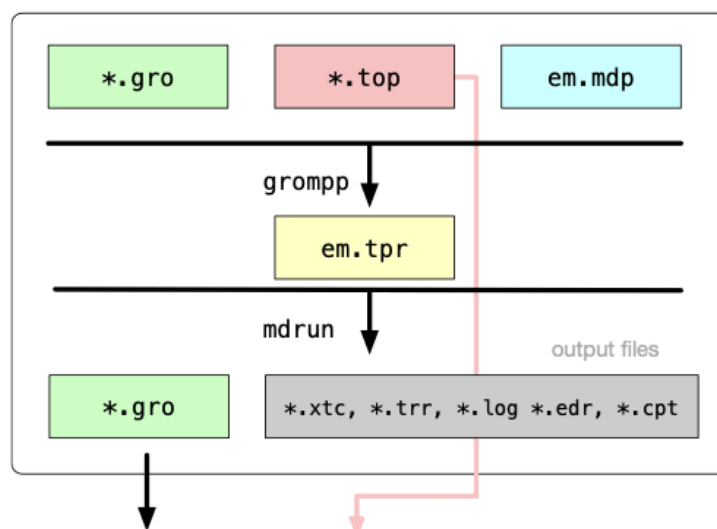 *.gro
*.top
em.mdp
grompp
em.tpr
mdrun
output files
*.gro
*.xtc, *.trr, *.log *.edr, *.cpt